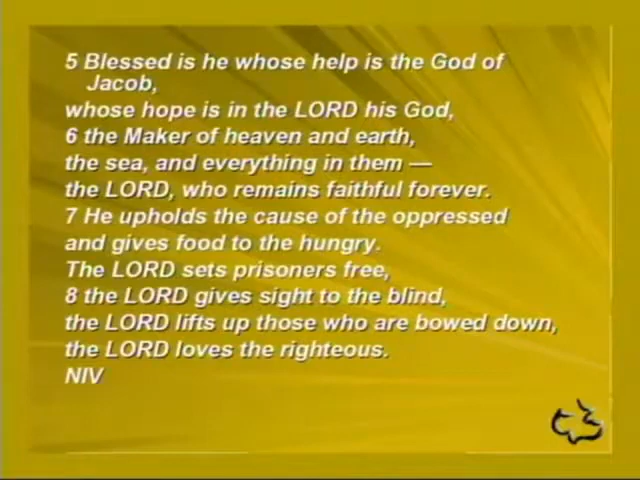 5 Blessed is he whose help is the God of
Jacob,
whose hope is in the LORD his God,
6 the Maker of heaven and earth,
the sea, and everything in them —
the LORD, who remains faithful forever.
7 He upholds the cause of the oppressed
and gives food to the hungry.
The LORD sets prisoners free,
8 the LORD gives sight to the blind,
the LORD lifts up those who are bowed down,
the LORD loves the righteous.
NIV